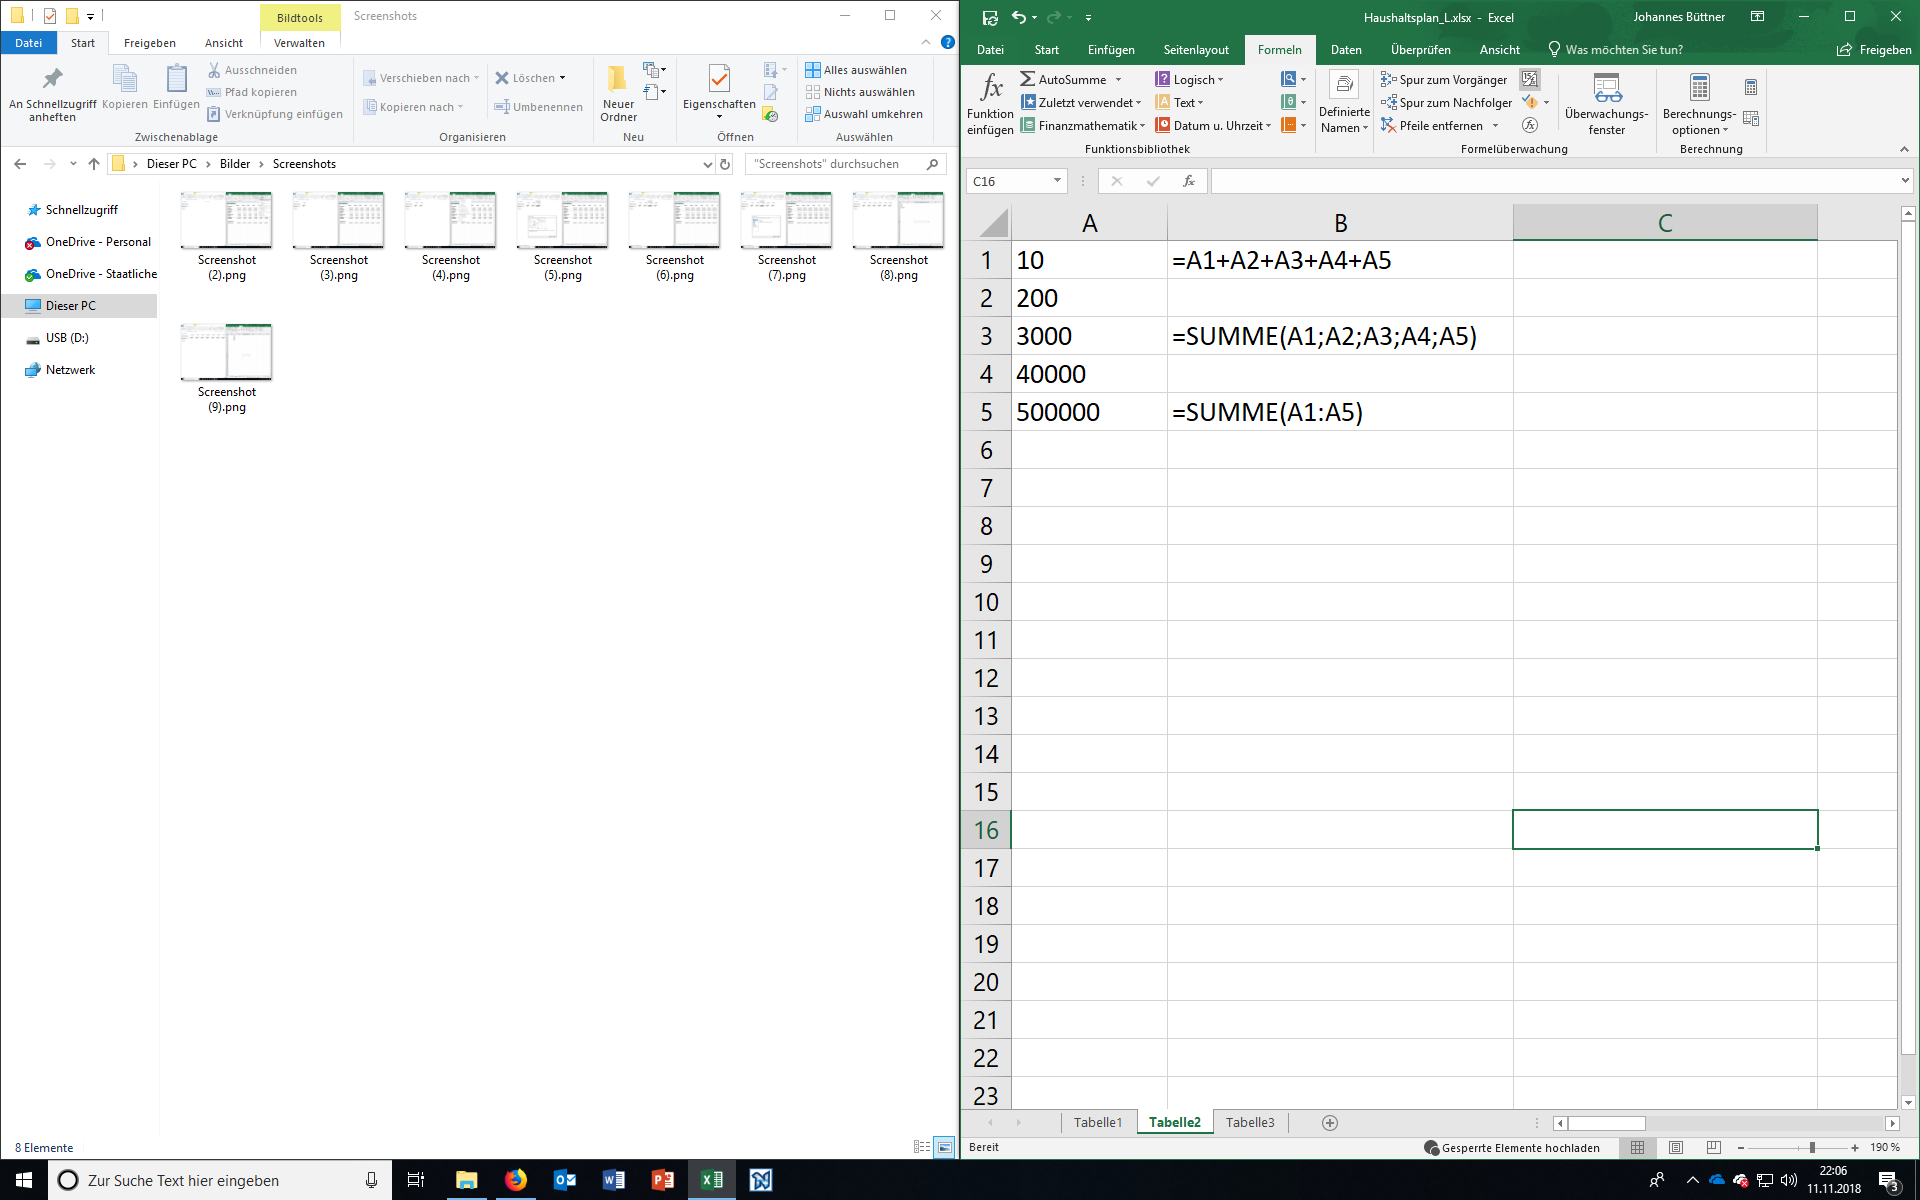 Bildtools
Screenshots
Datei
Start
Freigeben
Ansicht
Verwalten
An Schnellzugriff
anheften
Kopieren
Einfügen
Ausschneiden
Pfad kopieren
Verknüpfung einfügen
Zwischenablage
Verschieben nach
Kopieren nach
Löschen
Umbenennen
Organisieren
Neuer
Ordner
Neu
Eigenschaften
Öffnen
Alles auswählen
Nichts auswählen
Auswahl umkehren
Auswählen
Dieser PC
Bilder
Screenshots
"Screenshots" durchsuchen
Schnellzugriff
OneDrive - Personal
OneDrive - Staatliche
Dieser PC
USB (D:)
Netzwerk
Screenshot
(2).png
Screenshot
(3).png
Screenshot
(4).png
Screenshot
(5).png
Screenshot
(6).png
Screenshot
(7).png
Screenshot
(8).png
Screenshot
(9).png
8 Elemente
Haushaltsplan_L.xlsx - Excel
Johannes Büttner
Datei
Start
Einfügen
Seitenlayout
Formeln
Daten
Überprüfen
Ansicht
Was möchten Sie tun?
Freigeben
fx
Funktion
einfügen
AutoSumme
Zuletzt verwendet
Finanzmathematik
Logisch
Text
Datum u. Uhrzeit
Funktionsbibliothek
Definierte
Namen
Spur zum Vorgänger
Spur zum Nachfolger
Pfeile entfernen
Formelüberwachung
Überwachungs-
fenster
Berechnungs-
optionen
Berechnung
C16
fx
A B C
1 10 =A1+A2+A3+A4+A5
2 200
3 3000 =SUMME(A1;A2;A3;A4;A5)
4 40000
5 500000 =SUMME(A1:A5)
6
7
8
9
10
11
12
13
14
15
16
17
18
19
20
21
22
23
Tabelle1
Tabelle2
Tabelle3
Bereit
Gesperrte Elemente hochladen
190 %
Zur Suche Text hier eingeben
22:06
11.11.2018
3